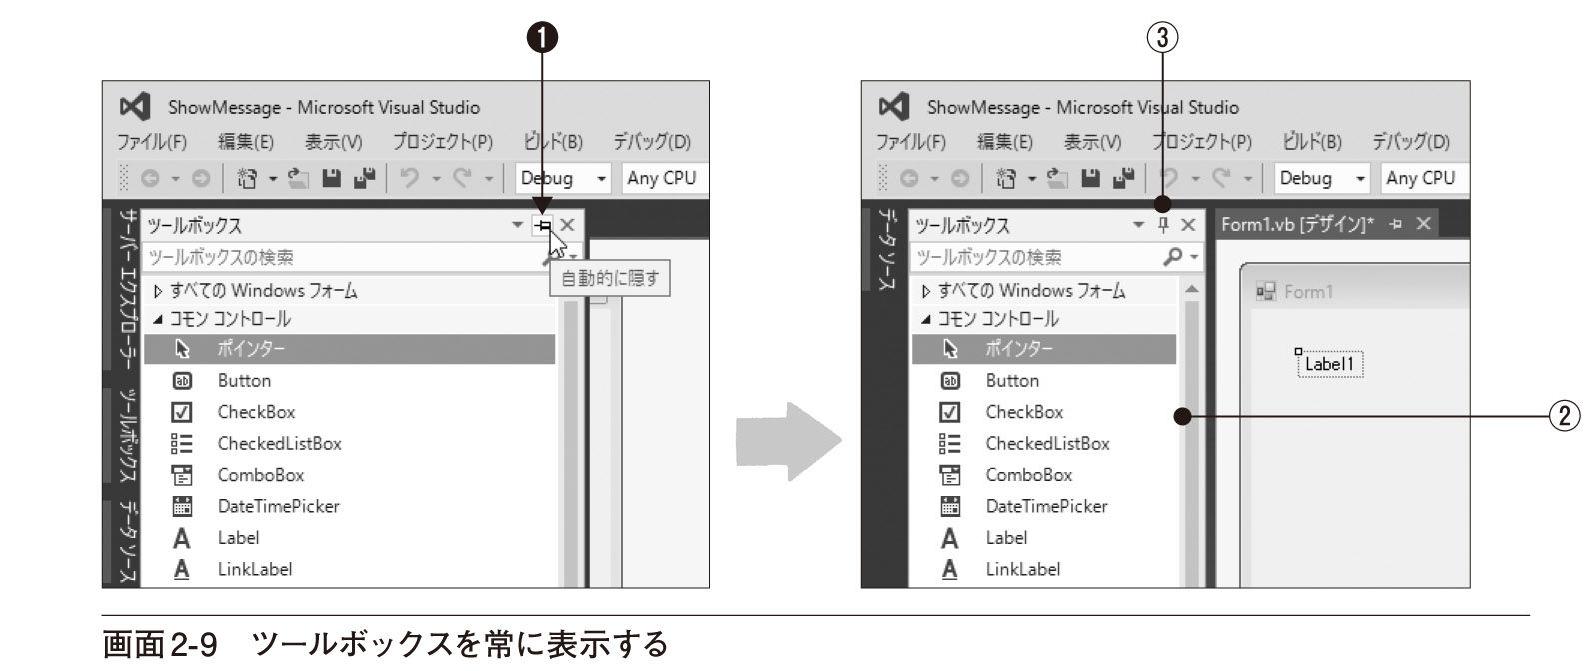 ❶
ShowMessage - Microsoft Visual Studio
ファイル(F) 編集(E) 表示(V) プロジェクト(P) ビルド(B) デバッグ(D)
Debug Any CPU
サーバー エクスプローラー
ツールボックス
データ ソース
ツールボックス
ツールボックスの検索
自動的に隠す
すべての Windows フォーム
コモン コントロール
ポインター
Button
CheckBox
CheckedListBox
ComboBox
DateTimePicker
Label
LinkLabel
③
ShowMessage - Microsoft Visual Studio
ファイル(F) 編集(E) 表示(V) プロジェクト(P) ビルド(B) デバッグ(D)
Debug Any CPU
データ ソース
ツールボックス
ツールボックスの検索
すべての Windows フォーム
コモン コントロール
ポインター
Button
CheckBox
CheckedListBox
ComboBox
DateTimePicker
Label
LinkLabel
Form1.vb [デザイン]*
Form1
Label1
②
画面2-9 ツールボックスを常に表示する